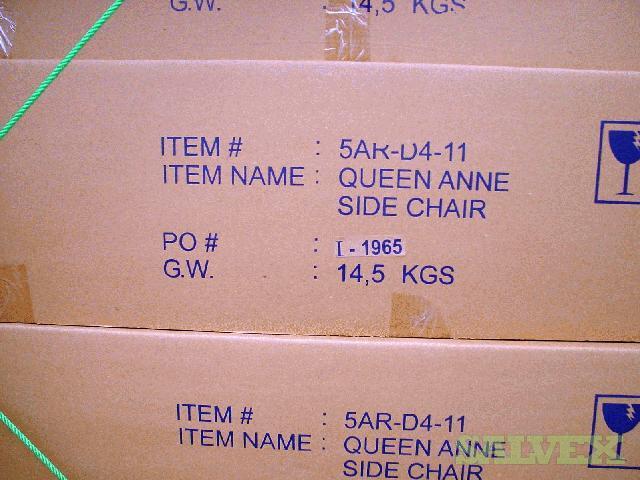 G.W. : 14,5 KGS
ITEM # : 5AR-D4-11
ITEM NAME : QUEEN ANNE
SIDE CHAIR
PO # : I - 1965
G.W. : 14,5 KGS
ITEM # : 5AR-D4-11
ITEM NAME : QUEEN ANNE
SIDE CHAIR
SALVEX